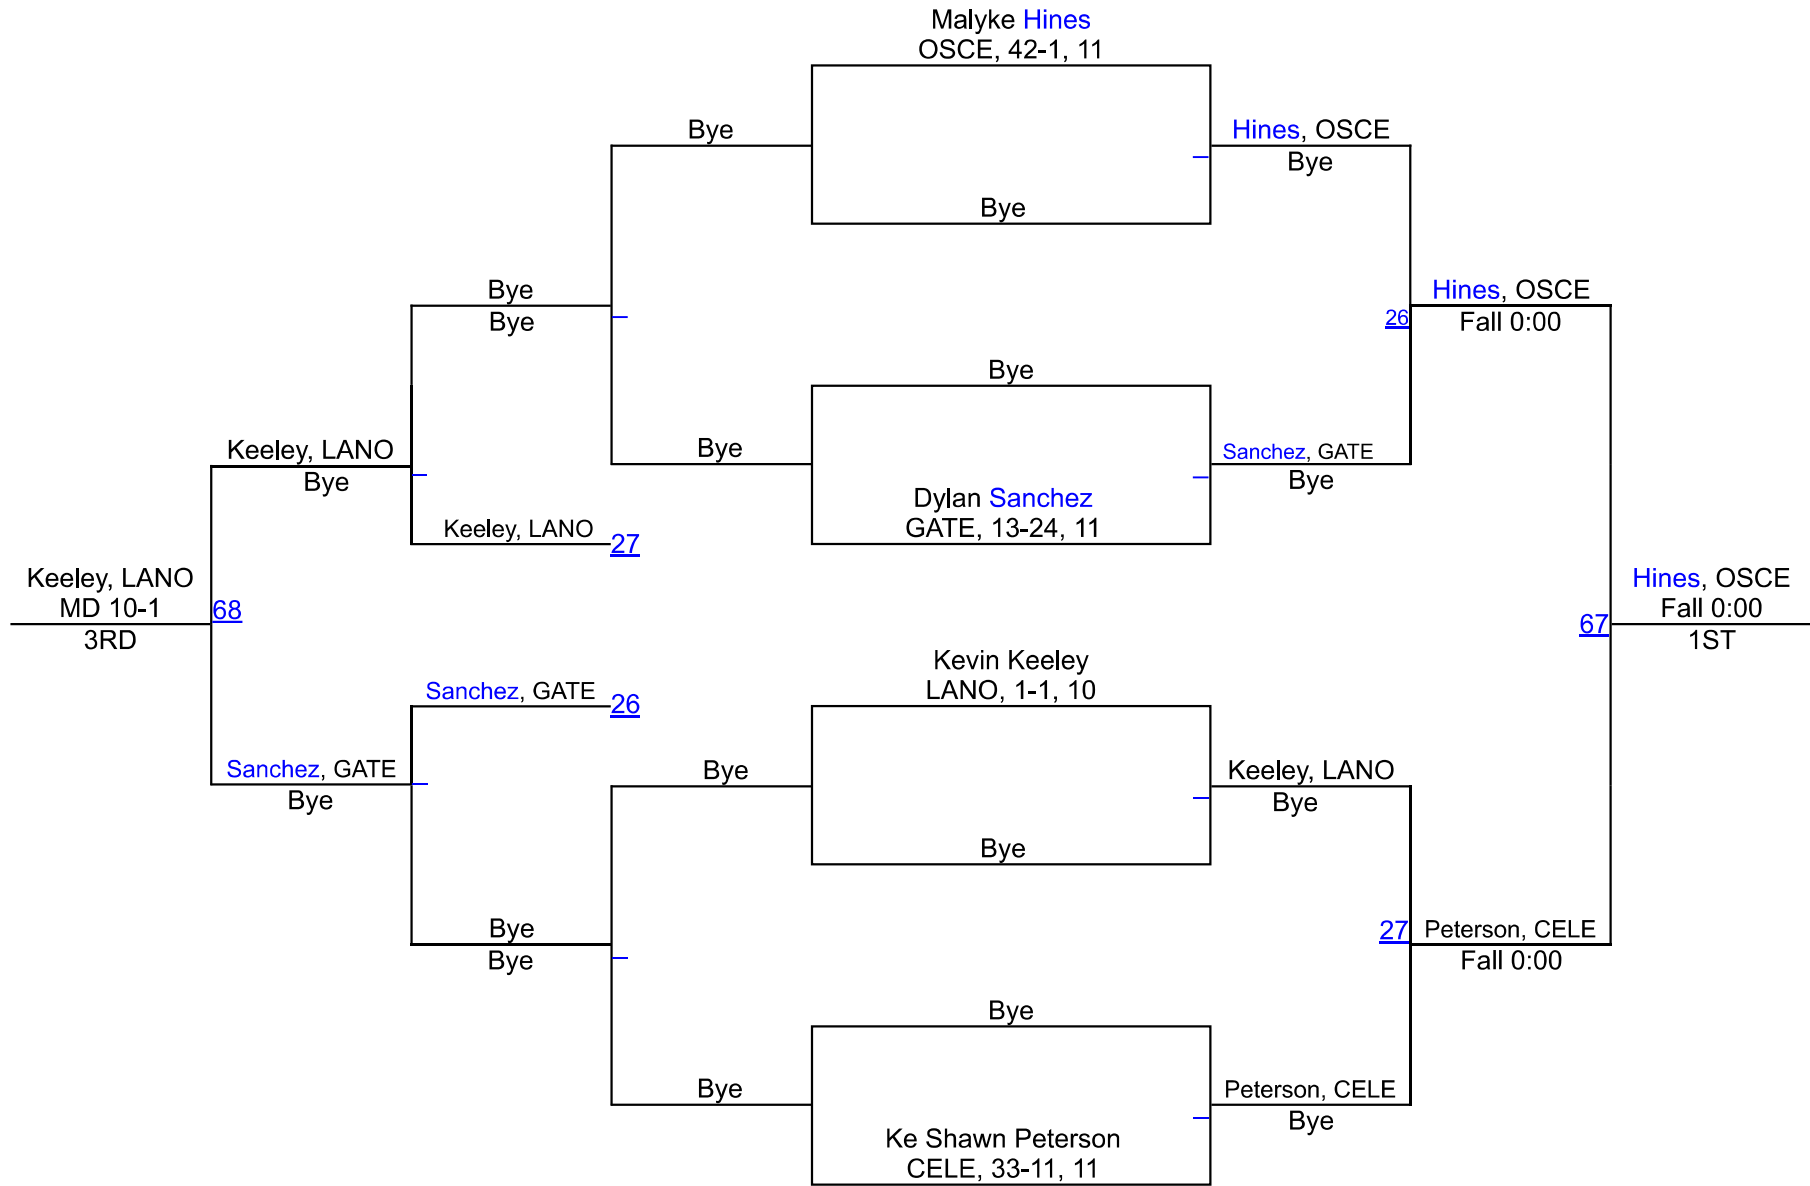 Malyke Hines
OSCE, 42-1, 11
Bye
Hines, OSCE
Bye
Bye
Bye
Bye
Hines, OSCE
26
Fall 0:00
Bye
Keeley, LANO
Bye
Bye
Sanchez, GATE
Bye
Dylan Sanchez
GATE, 13-24, 11
Keeley, LANO
27
Keeley, LANO
MD 10-1
68
3RD
Hines, OSCE
Fall 0:00
67
1ST
Kevin Keeley
LANO, 1-1, 10
Sanchez, GATE
26
Sanchez, GATE
Bye
Bye
Keeley, LANO
Bye
Bye
Bye
Bye
27
Peterson, CELE
Fall 0:00
Bye
Bye
Peterson, CELE
Bye
Ke Shawn Peterson
CELE, 33-11, 11